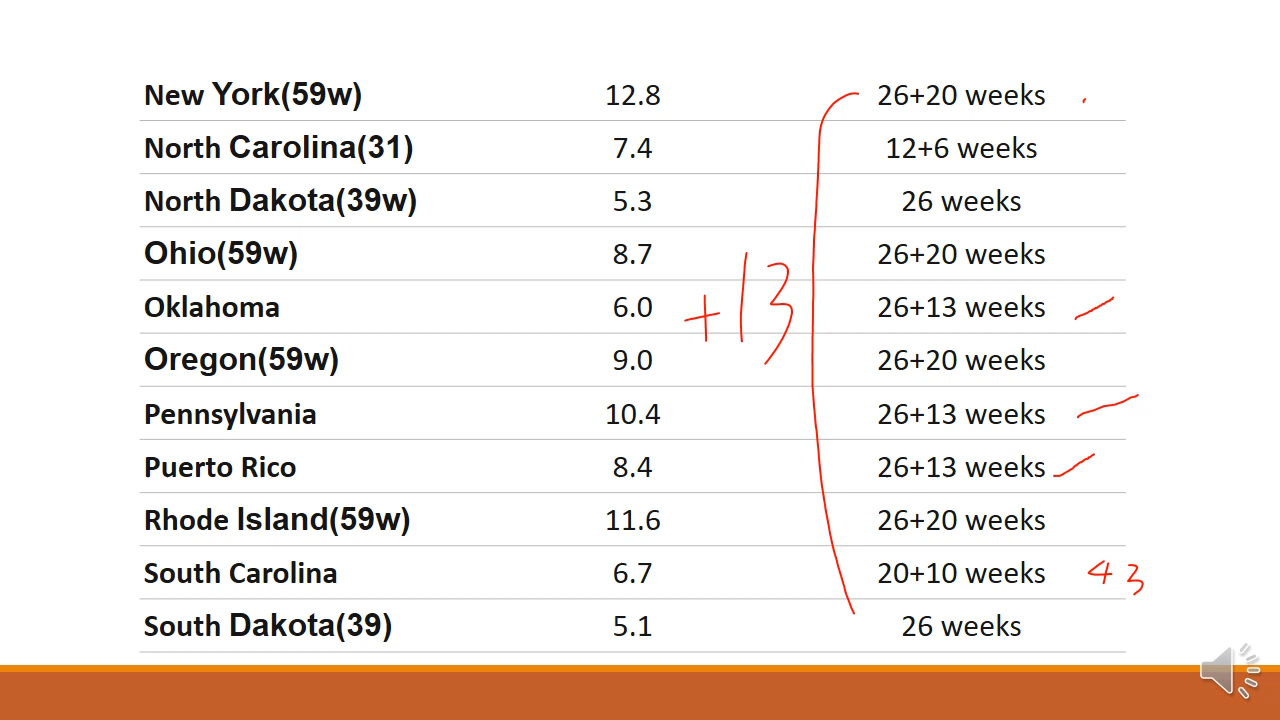 New York(59w) 12.8 26+20 weeks
North Carolina(31) 7.4 12+6 weeks
North Dakota(39w) 5.3 26 weeks
Ohio(59w) 8.7 26+20 weeks
Oklahoma 6.0 +13 26+13 weeks
Oregon(59w) 9.0 26+20 weeks
Pennsylvania 10.4 26+13 weeks
Puerto Rico 8.4 26+13 weeks
Rhode Island(59w) 11.6 26+20 weeks
South Carolina 6.7 20+10 weeks 43
South Dakota(39) 5.1 26 weeks